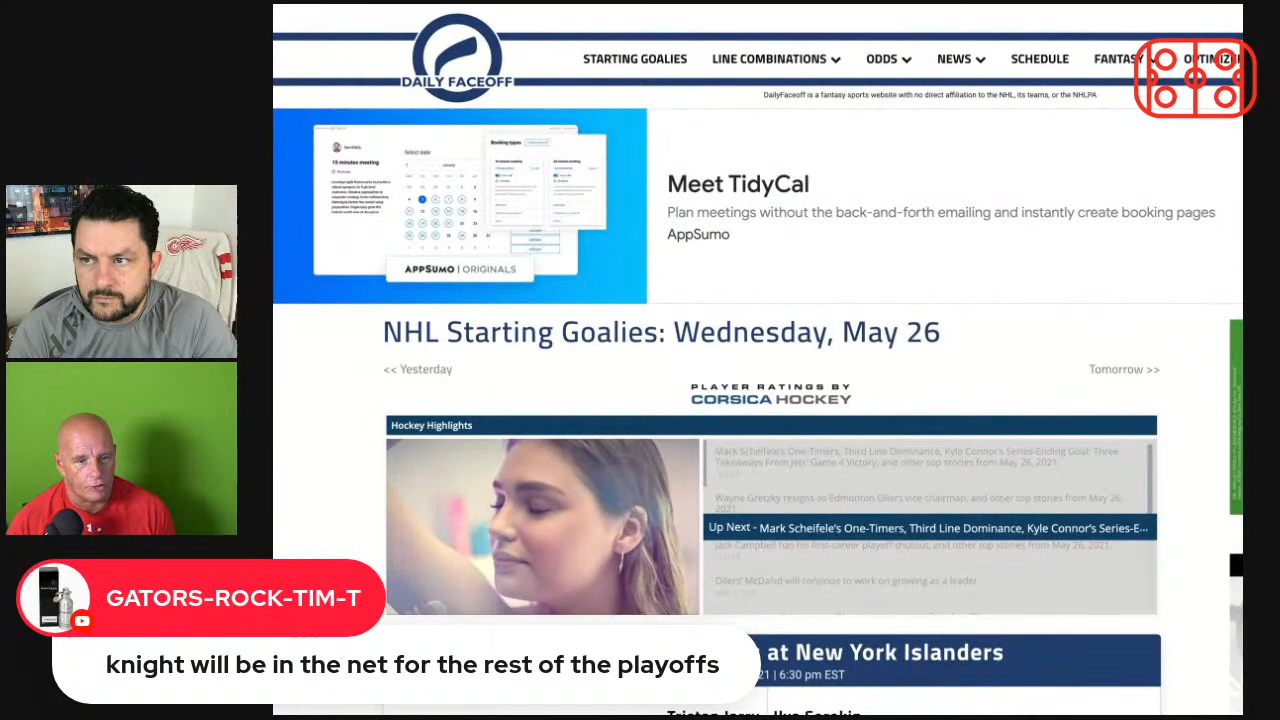 DAILY FACEOFF
STARTING GOALIES
LINE COMBINATIONS
ODDS
NEWS
SCHEDULE
FANTASY
DailyFaceoff is a fantasy sports website with no direct affiliation to the NHL, its teams, or the NHLPA
15 minutes meeting
Select date:
Booking types
APPSUMO | ORIGINALS
Meet TidyCal
Plan meetings without the back-and-forth emailing and instantly create
pages
AppSumo
NHL Starting Goalies: Wednesday, May 26
<< Yesterday
Tomorrow >>
PLAYER RATINGS BY
CORSICA HOCKEY
Hockey Highlights
Mark Scheifele's One-Timers, Third Line Dominance, Kyle Connor's Series-Ending Goal: Three
Takeaways From Jets' Game 4 Victory, and other top stories from May 26, 2021.
Wayne Gretzky resigns as Edmonton Oilers vice chairman, and other top stories from May 26,
2021
Up Next - Mark Scheifele's One-Timers, Third Line Dominance, Kyle Connor's Series-E...
Jack Campbell has his first-career playoff shutout, and other top stories from May 26, 2021.
Oilers' McDavid will continue to work on growing as a leader
GATORS-ROCK-TIM-T
knight will be in the net for the rest of the playoffs
at New York Islanders
21 | 6:30 pm EST